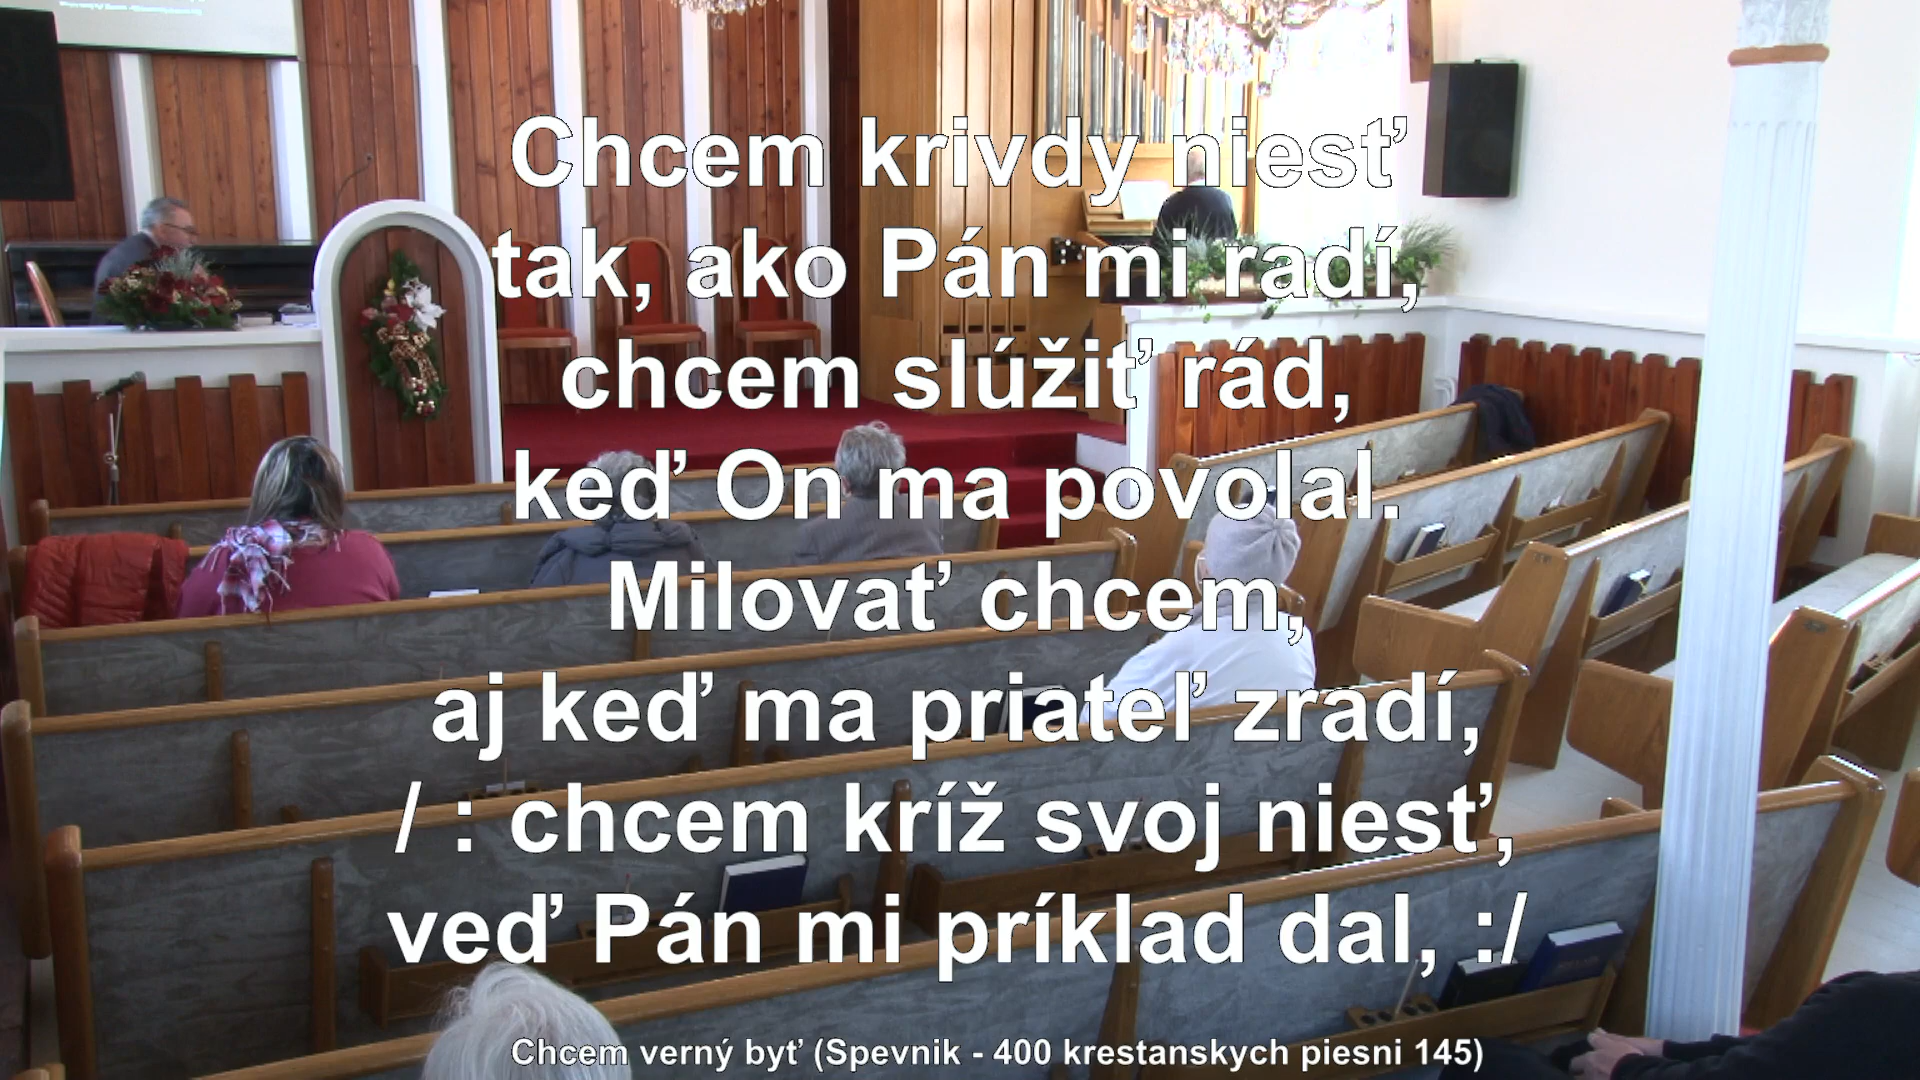 Chcem krivdy niesť
tak, ako Pán mi radí,
chcem slúžiť rád,
keď On ma povolal.
Milovať chcem,
aj keď ma priateľ zradí,
/ : chcem kríž svoj niesť,
veď Pán mi príklad dal, :/
Chcem verný byť (Spevnik - 400 krestanskych piesni 145)